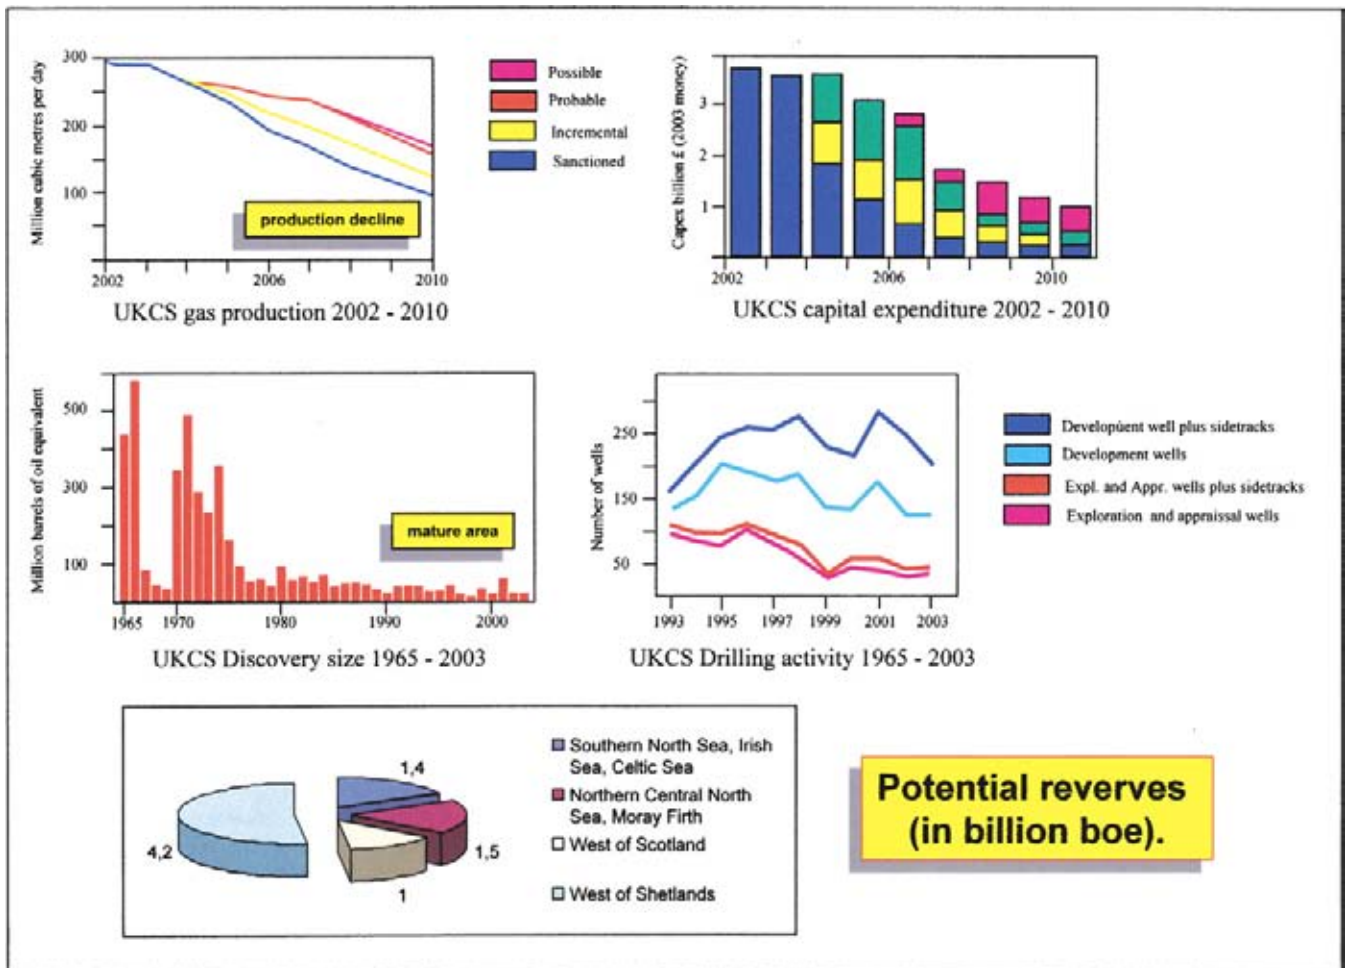 300
200
100
Million cubic metres per day
2002
2006
2010
production decline
UKCS gas production 2002 - 2010
Possible
Probable
Incremental
Sanctioned
3
2
1
Capex billion £ (2003 money)
2002
2006
2010
UKCS capital expenditure 2002 - 2010
500
300
100
Million barrels of oil equivalent
1965
1970
1980
1990
2000
mature area
UKCS Discovery size 1965 - 2003
250
150
50
Number of wells
1993
1995
1997
1999
2001
2003
UKCS Drilling activity 1965 - 2003
Developúent well plus sidetracks
Development wells
Expl. and Appr. wells plus sidetracks
Exploration and appraissal wells
1,4
1,5
1
4,2
Southern North Sea, Irish
Sea, Celtic Sea
Northern Central North
Sea, Moray Firth
West of Scotland
West of Shetlands
Potential reverves
(in billion boe).